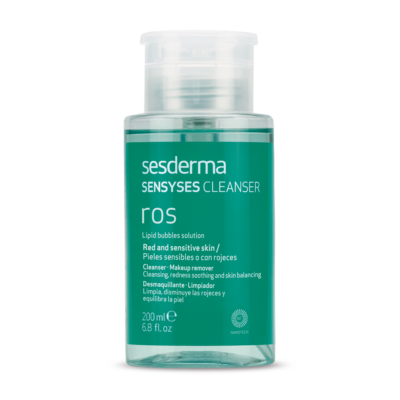 sesderma
SENSYSES CLEANSER
ros
Lipid bubbles solution
Red and sensitive skin /
Pieles sensibles o con rojeces
Cleanser · Makeup remover
Cleansing, redness soothing and skin balancing
Desmaquillante · Limpiador
Limpia, disminuye las rojeces y
equilibra la piel
200 ml ℮
6.8 fl. oz